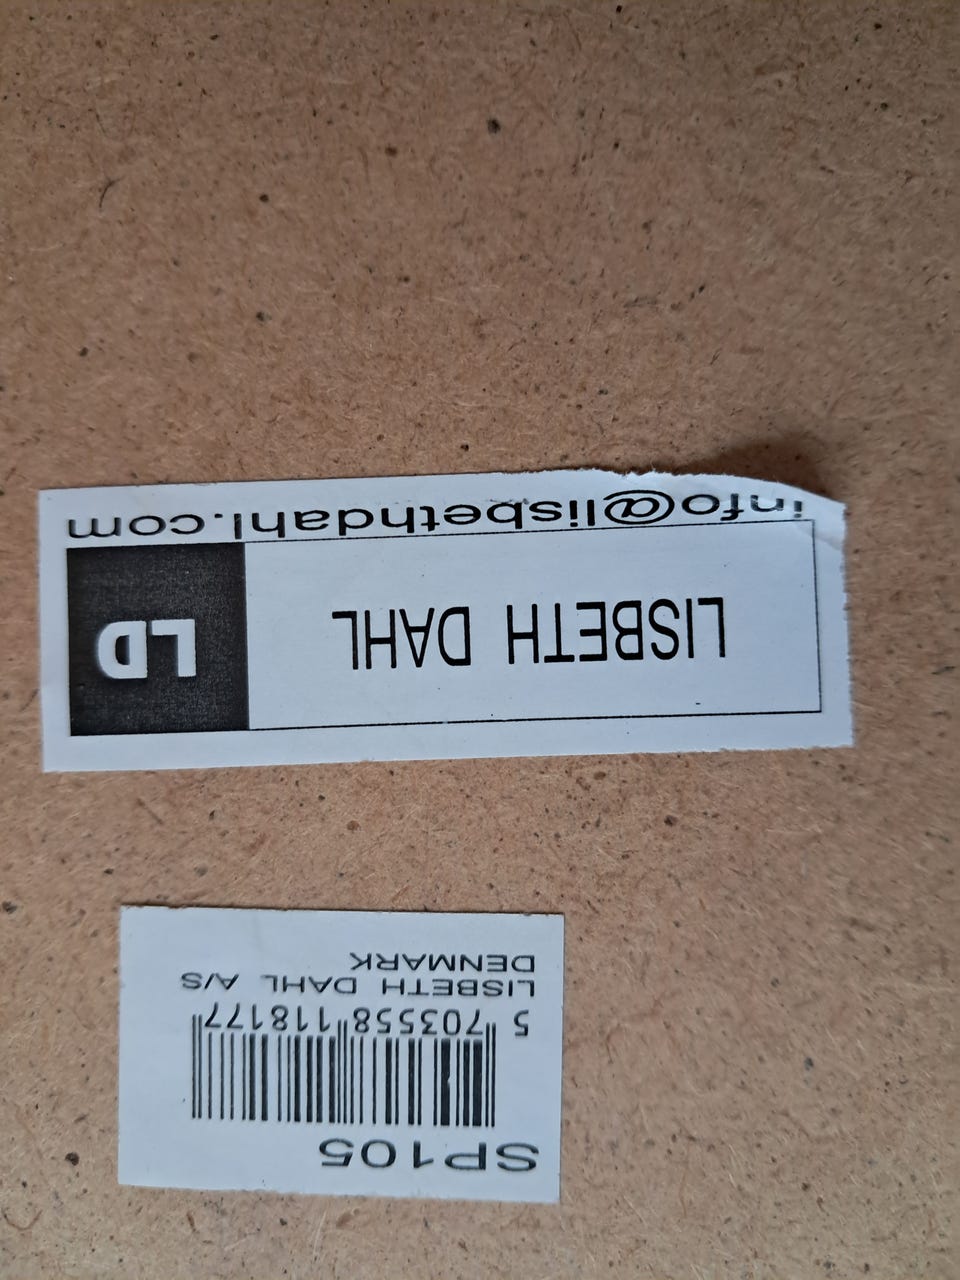 SP105
5 703558 118177
LISBETH DAHL A/S
DENMARK
LISBETH DAHL
LD
info@lisbethdahl.com